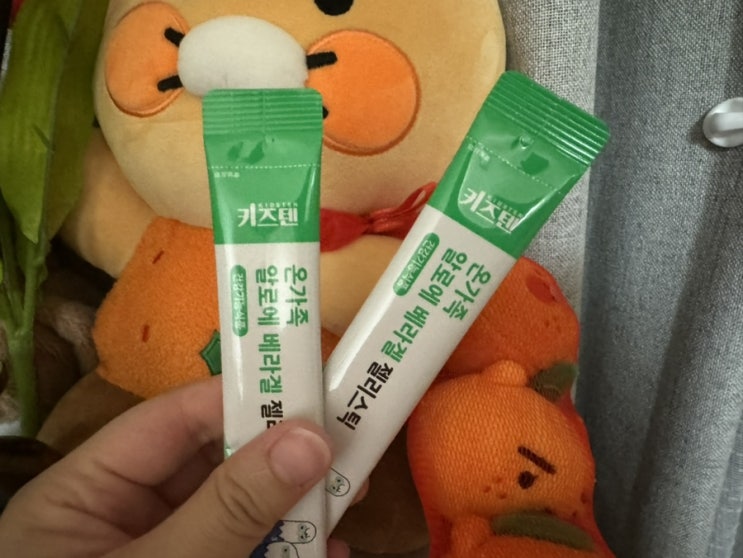 KIDSTEN
키즈텐
건강기능식품
온가족
알로에 베라겔 젤
KIDSTEN
키즈텐
건강기능식품
온가족
알로에 베라겔 젤리스틱